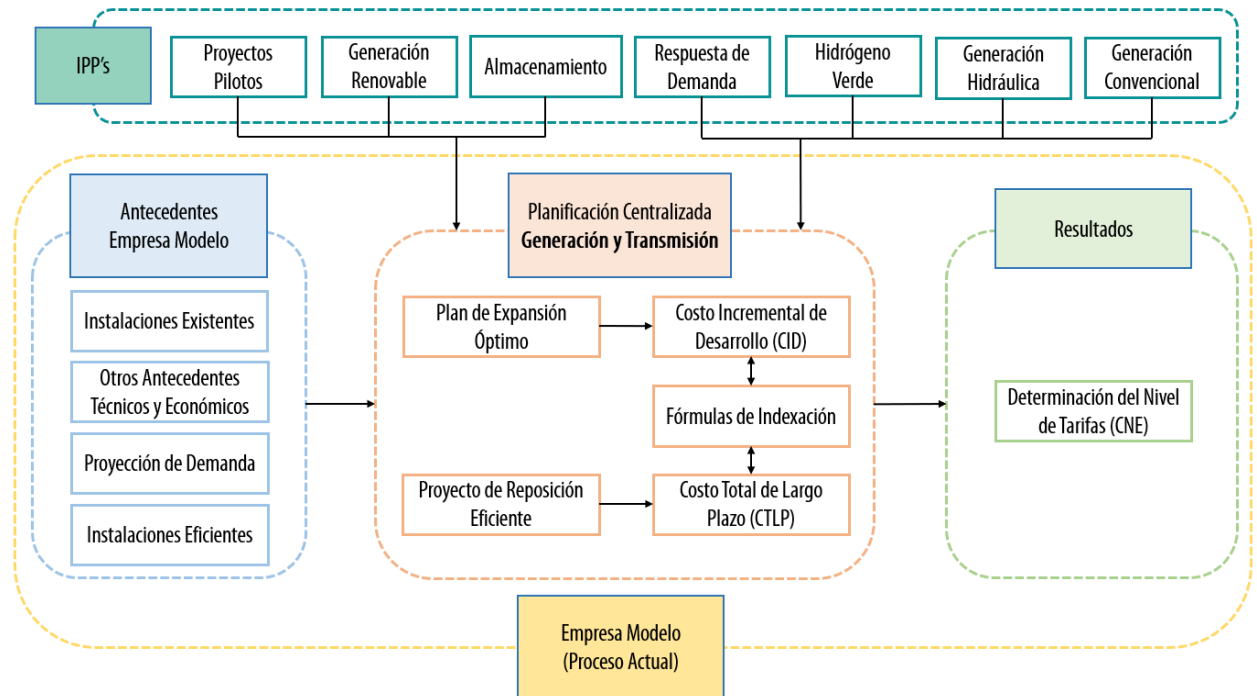 IPP's
Proyectos
Pilotos
Generación
Renovable
Almacenamiento
Respuesta de
Demanda
Hidrógeno
Verde
Generación
Hidráulica
Generación
Convencional
Antecedentes
Empresa Modelo
Instalaciones Existentes
Otros Antecedentes
Técnicos y Económicos
Proyección de Demanda
Instalaciones Eficientes
Planificación Centralizada
Generación y Transmisión
Plan de Expansión
Óptimo
Costo Incremental de
Desarrollo (CID)
Fórmulas de Indexación
Proyecto de Reposición
Eficiente
Costo Total de Largo
Plazo (CTLP)
Resultados
Determinación del Nivel
de Tarifas (CNE)
Empresa Modelo
(Proceso Actual)